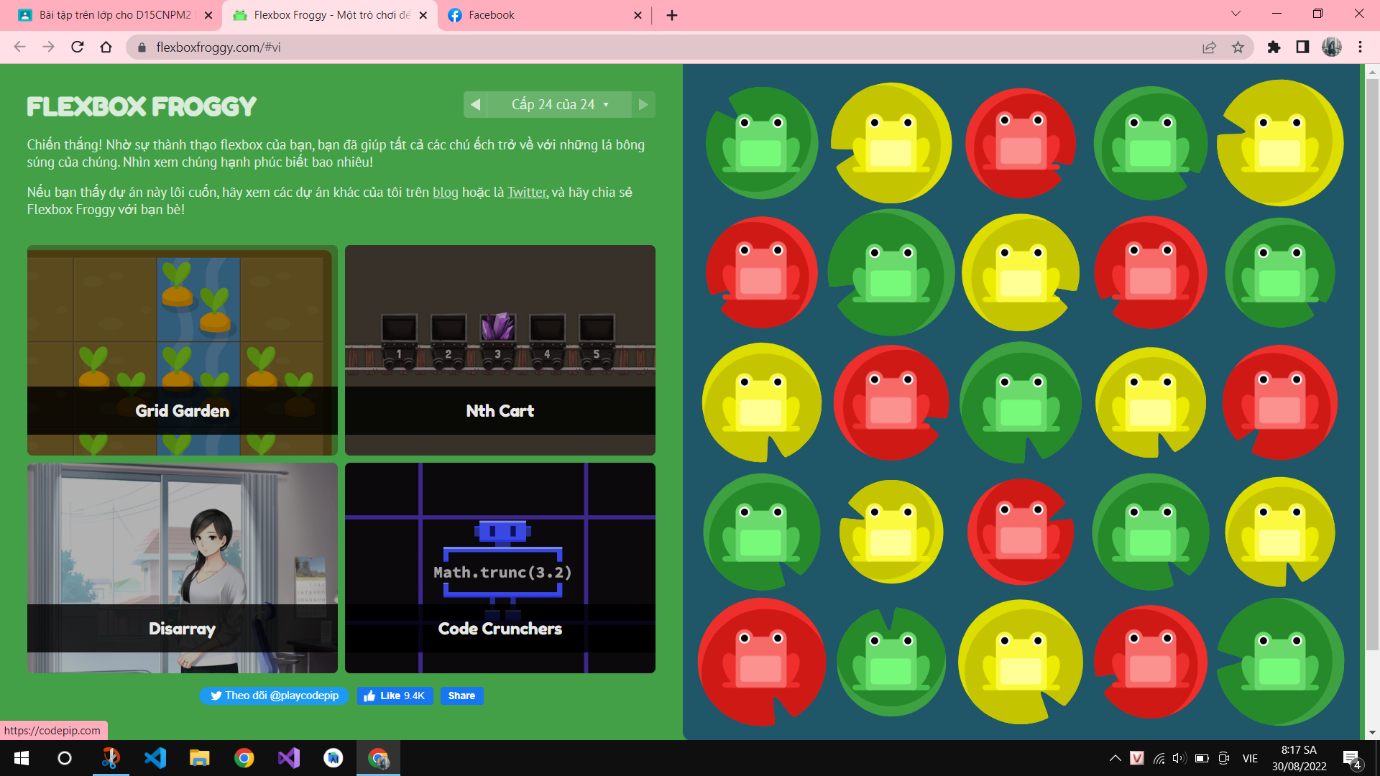 Bài tập trên lớp cho D15CNPM2
Flexbox Froggy - Một trò chơi để
Facebook
flexboxfroggy.com/#vi
FLEXBOX FROGGY
Cấp 24 của 24
Chiến thắng! Nhờ sự thành thạo flexbox của bạn, bạn đã giúp tất cả các chú ếch trở về với những lá bông
súng của chúng. Nhìn xem chúng hạnh phúc biết bao nhiêu!
Nếu bạn thấy dự án này lôi cuốn, hãy xem các dự án khác của tôi trên blog hoặc là Twitter, và hãy chia sẻ
Flexbox Froggy với bạn bè!
1 2 3 4 5
Grid Garden
Nth Cart
Math.trunc(3.2)
Disarray
Code Crunchers
Theo dõi @playcodepip
Like 9.4K
Share
https://codepip.com
VIE
8:17 SA
30/08/2022
4